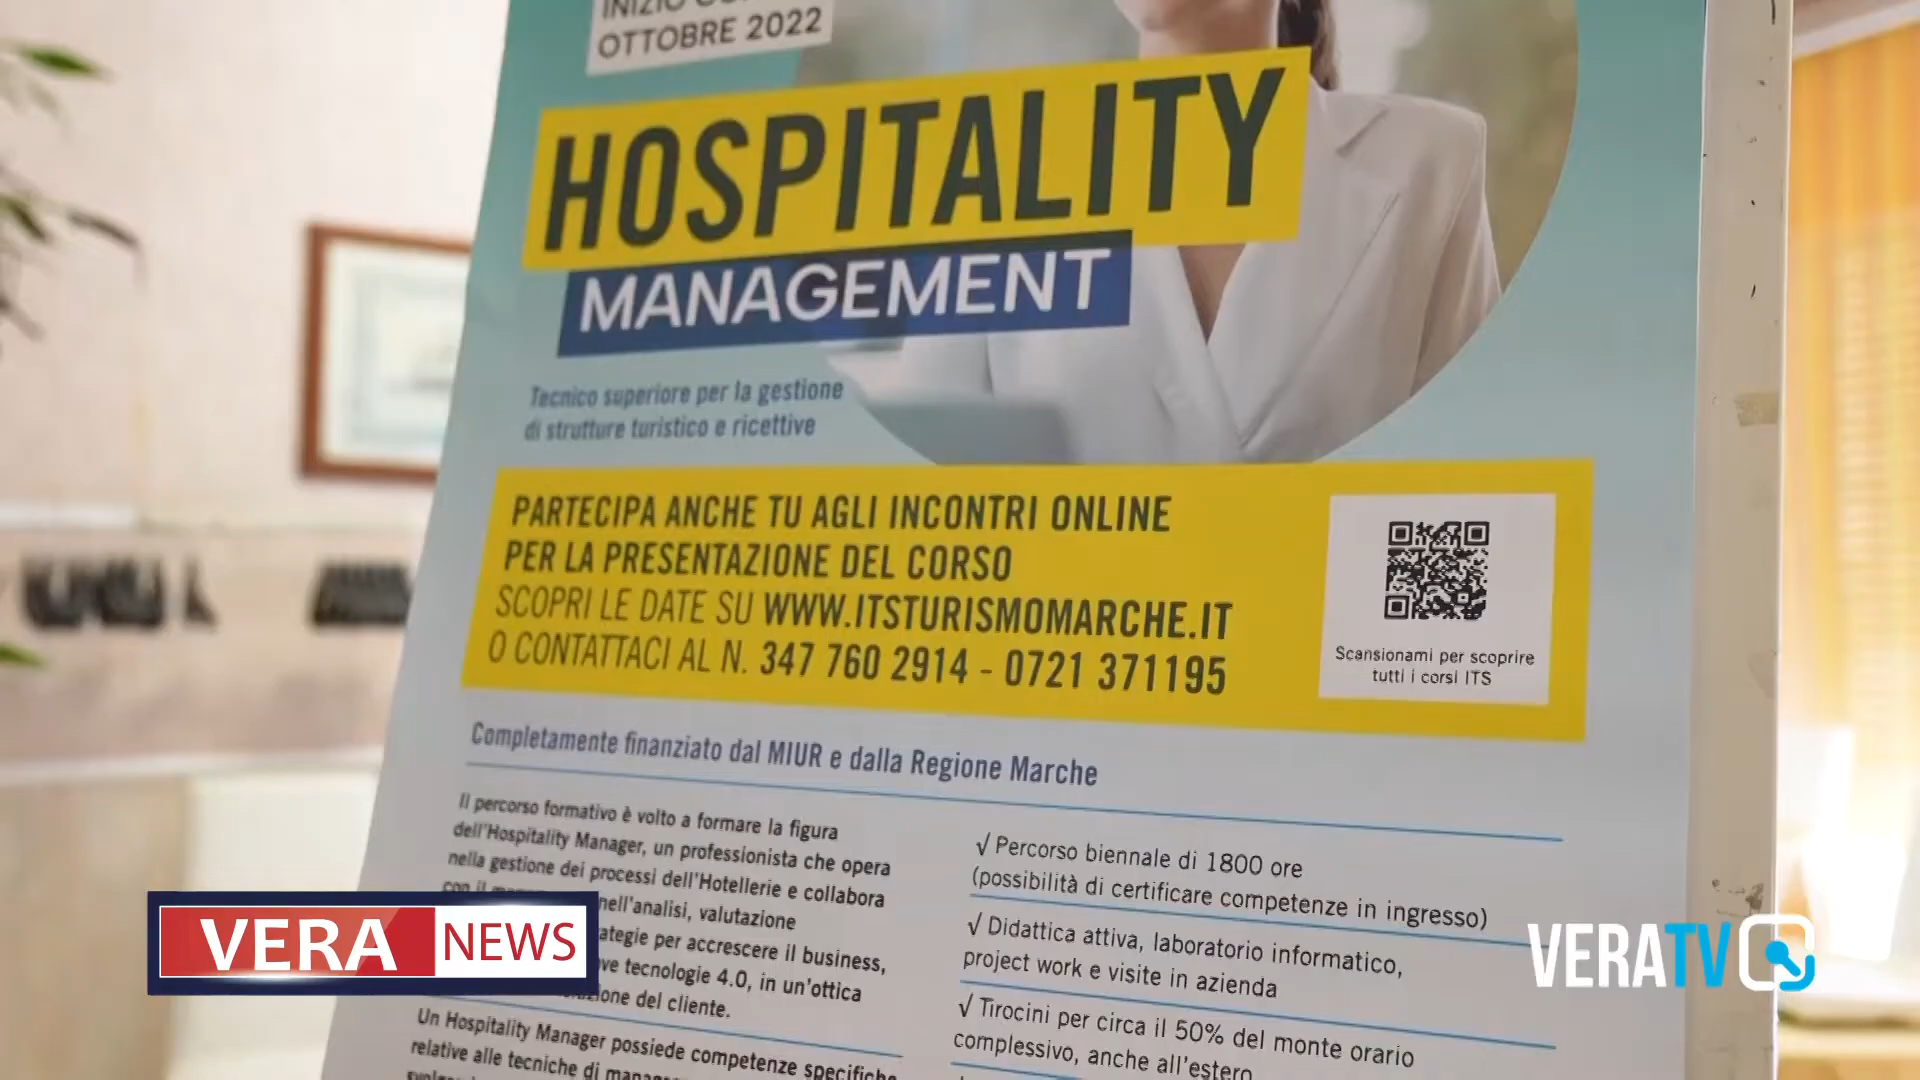 OTTOBRE 2022
HOSPITALITY
MANAGEMENT
Tecnico superiore per la gestione
di strutture turistico e ricettive
PARTECIPA ANCHE TU AGLI INCONTRI ONLINE
PER LA PRESENTAZIONE DEL CORSO
SCOPRI LE DATE SU WWW.ITSTURISMOMARCHE.IT
O CONTATTACI AL N. 347 760 2914 - 0721 371195
Scansionami per scoprire
tutti i corsi ITS
Completamente finanziato dal MIUR e dalla Regione Marche
Il percorso formativo è volto a formare la figura
dell'Hospitality Manager, un professionista che opera
nella gestione dei processi dell'Hotellerie e collabora
con il nell'analisi, valutazione
per accrescere il business,
tecnologie 4.0, in un'ottica
del cliente.
Un Hospitality Manager possiede competenze specifiche
relative alle tecniche di
√ Percorso biennale di 1800 ore
(possibilità di certificare competenze in ingresso)
√ Didattica attiva, laboratorio informatico,
project work e visite in azienda
√ Tirocini per circa il 50% del monte orario
complessivo, anche all'estero
VERA NEWS
VERATV